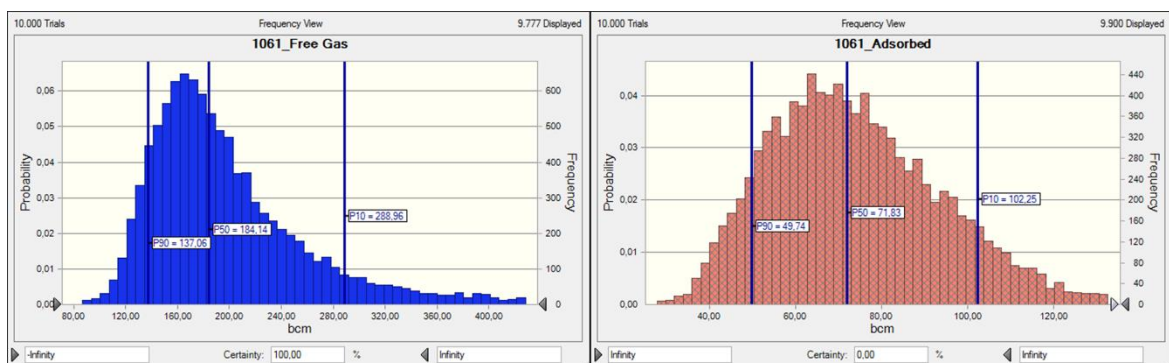 10.000 Trials Frequency View 9.777 Displayed
1061_Free Gas
0,06
0,05
0,04
0,03
0,02
0,01
0,00
Probability
600
500
400
300
200
100
0
Frequency
P10 = 288,96
P50 = 184,14
P90 = 137,06
80,00 120,00 160,00 200,00 240,00 280,00 320,00 360,00 400,00
bcm
-Infinity Certainty: 100,00 % Infinity
10.000 Trials Frequency View 9.900 Displayed
1061_Adsorbed
0,04
0,03
0,02
0,01
0,00
Probability
440
400
360
320
280
240
200
160
120
80
40
0
Frequency
P10 = 102,25
P50 = 71,83
P90 = 49,74
40,00 60,00 80,00 100,00 120,00
bcm
Infinity Certainty: 0,00 % Infinity